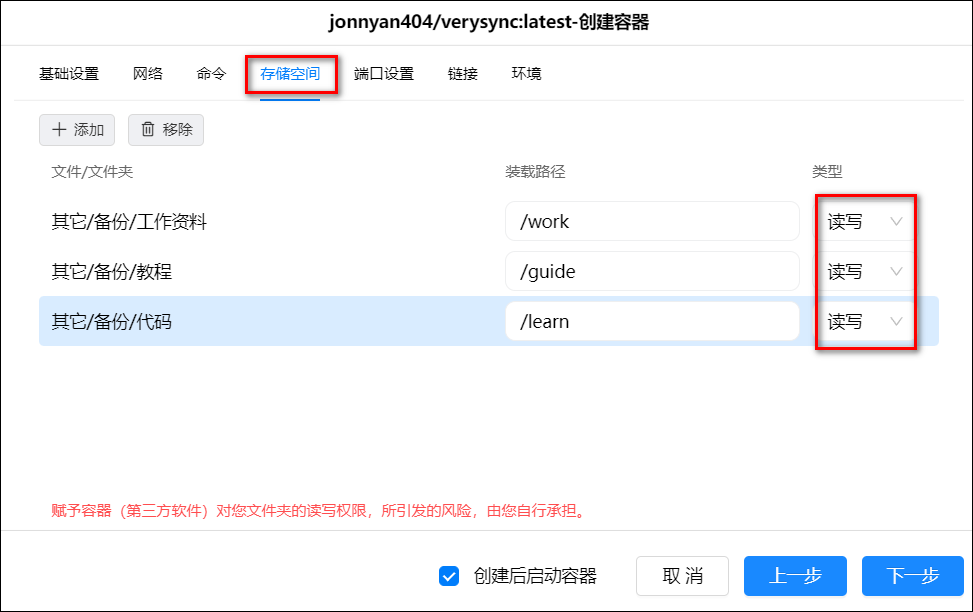 jonnyan404/verysync:latest-创建容器
基础设置 网络 命令 存储空间 端口设置 链接 环境
添加 移除
文件/文件夹 装载路径 类型
其它/备份/工作资料 /work 读写
其它/备份/教程 /guide 读写
其它/备份/代码 /learn 读写
赋予容器（第三方软件）对您文件夹的读写权限，所引发的风险，由您自行承担。
创建后启动容器 取消 上一步 下一步